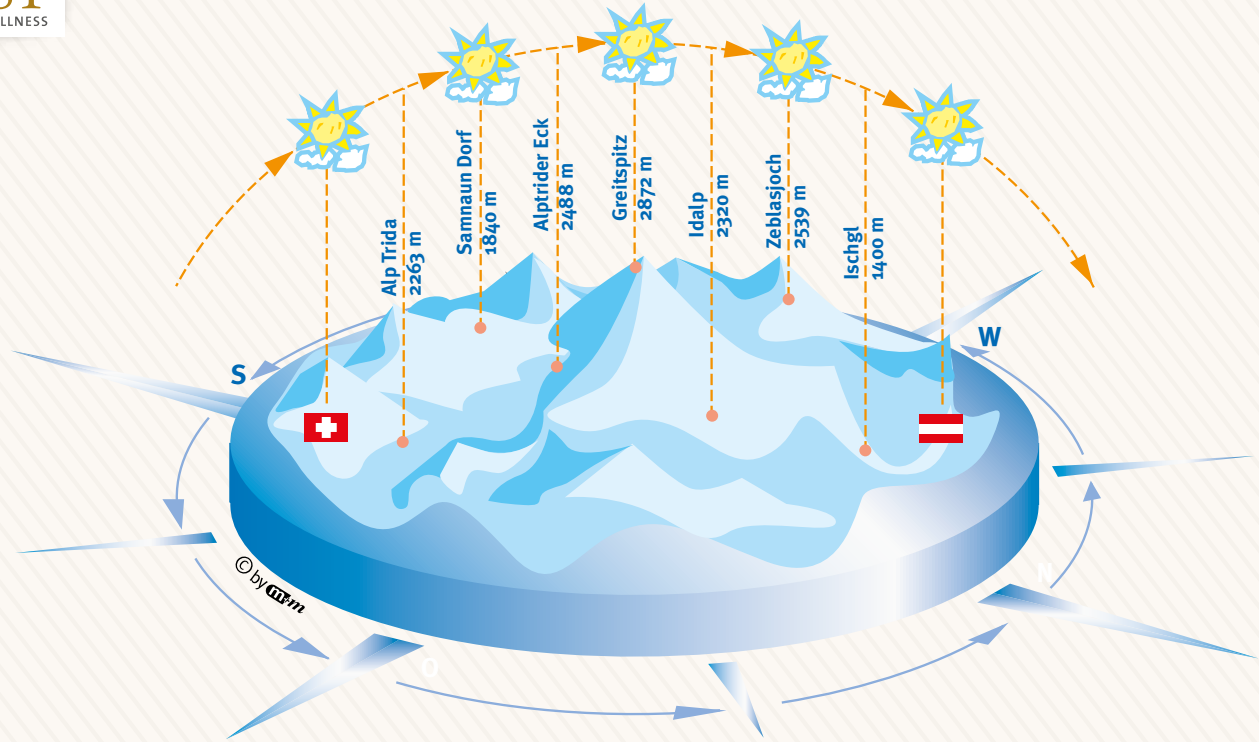 LLNESS
Alp Trida
2263 m
Samnaun Dorf
1840 m
Alptrider Eck
2488 m
Greitspitz
2872 m
Idalp
2320 m
Zeblasjoch
2539 m
Ischgl
1400 m
S
W
N
O
© by m+m